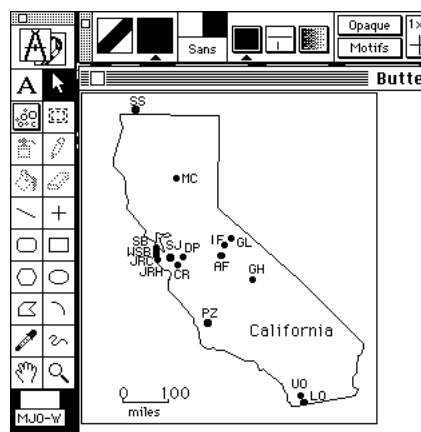 Opaque
1×
Sans
Motifs
Butte
A
SS
MC
SB
WSB
JRC
JRH
SJ
DP
CR
IF
GL
AF
GH
PZ
California
0 100
miles
UO
LO
MJO-W